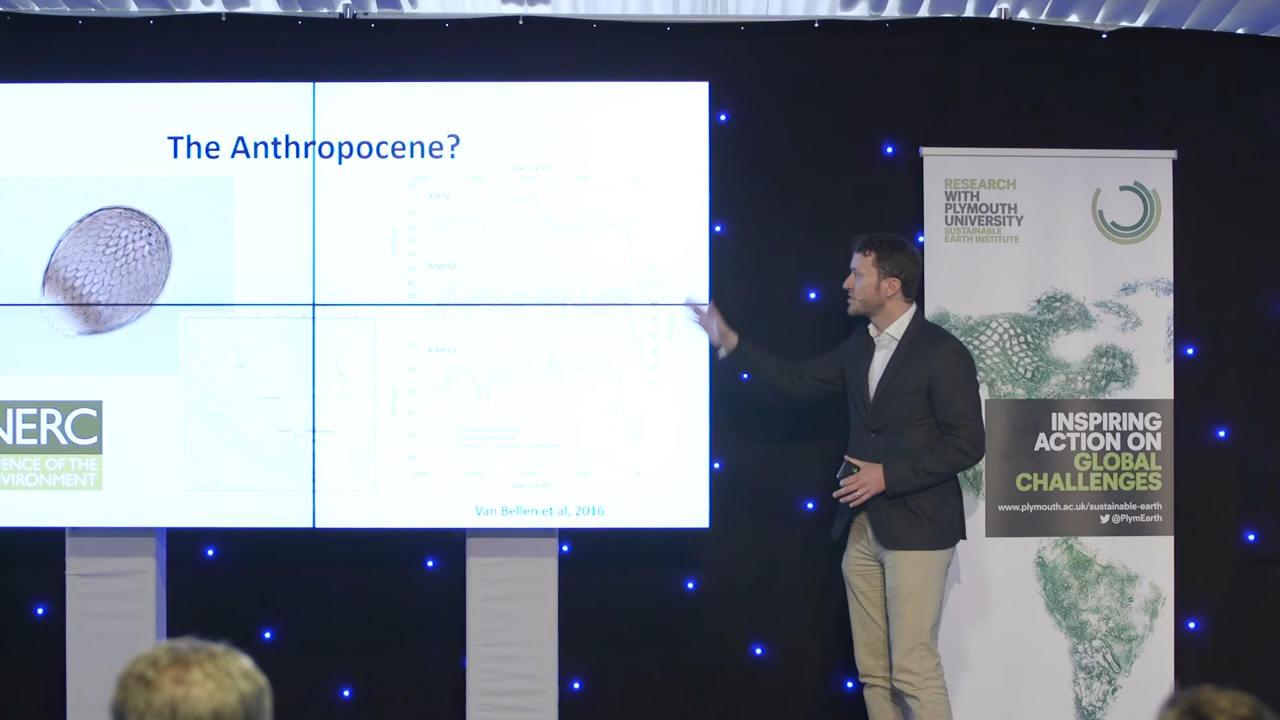 The Anthropocene?
NERC
ENCE OF THE
VIRONMENT
Van Bellen et al, 2016
RESEARCH
WITH
PLYMOUTH
UNIVERSITY
SUSTAINABLE
EARTH INSTITUTE
INSPIRING
ACTION ON
GLOBAL
CHALLENGES
www.plymouth.ac.uk/sustainable-earth
@PlymEarth